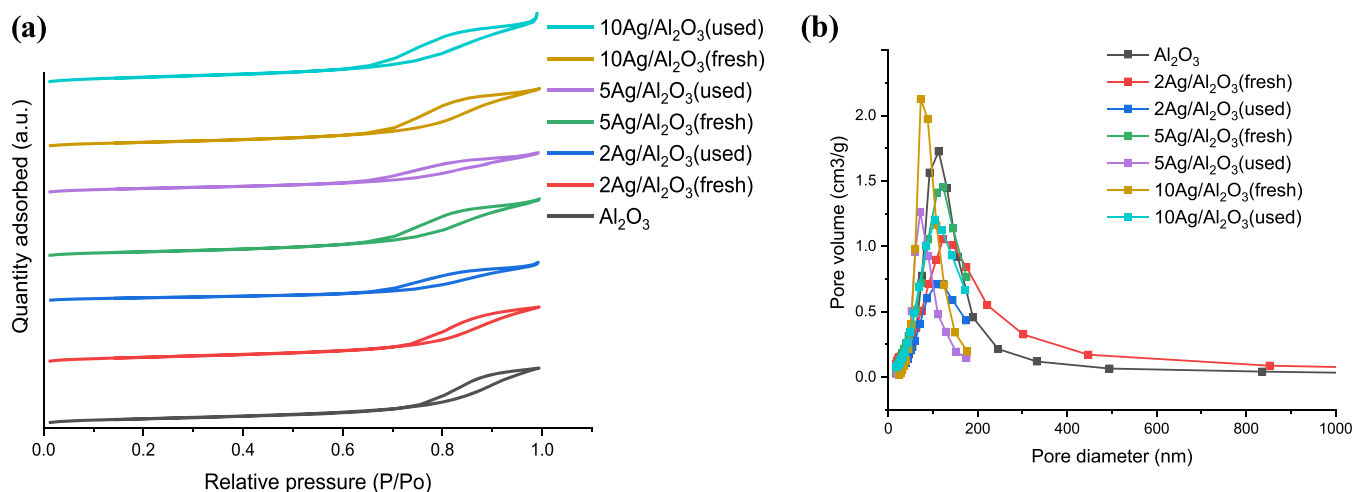 (a)
10Ag/Al2O3(used)
10Ag/Al2O3(fresh)
5Ag/Al2O3(used)
5Ag/Al2O3(fresh)
2Ag/Al2O3(used)
2Ag/Al2O3(fresh)
Al2O3
Quantity adsorbed (a.u.)
0.0 0.2 0.4 0.6 0.8 1.0
Relative pressure (P/Po)
(b)
Al2O3
2Ag/Al2O3(fresh)
2Ag/Al2O3(used)
5Ag/Al2O3(fresh)
5Ag/Al2O3(used)
10Ag/Al2O3(fresh)
10Ag/Al2O3(used)
Pore volume (cm3/g)
2.0
1.5
1.0
0.5
0.0
0 200 400 600 800 1000
Pore diameter (nm)